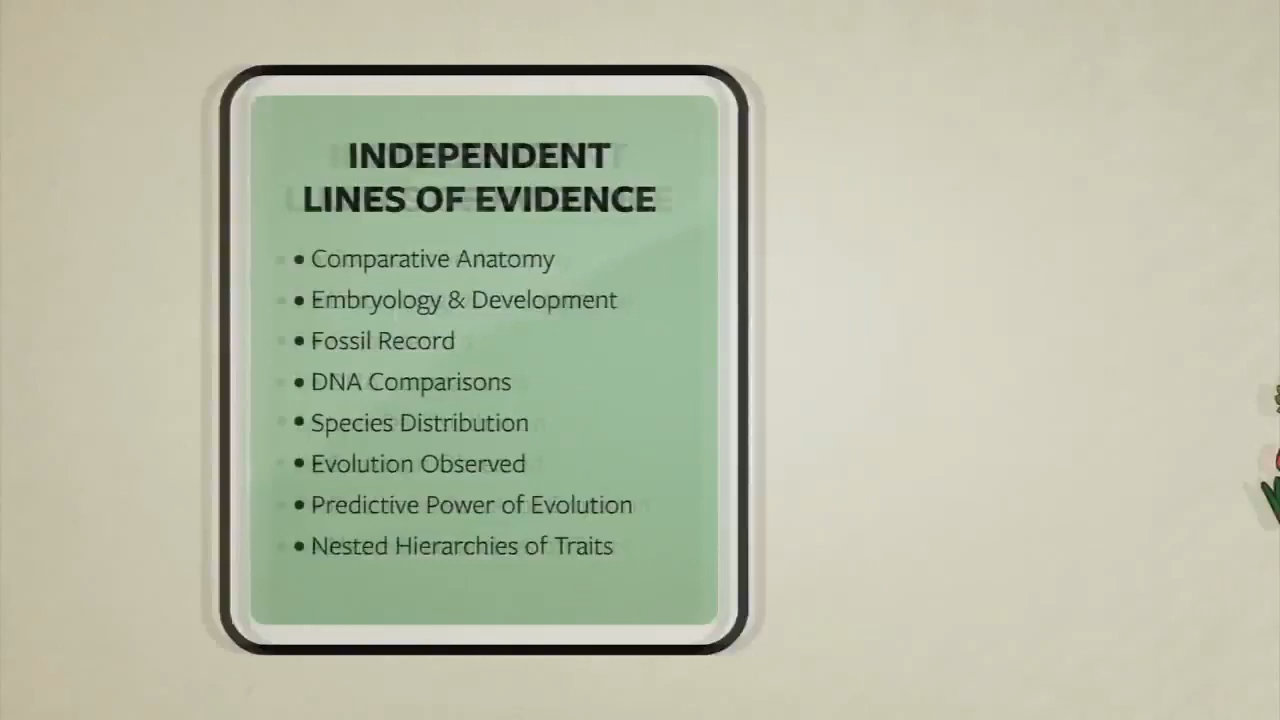 INDEPENDENT
LINES OF EVIDENCE
• Comparative Anatomy
• Embryology & Development
• Fossil Record
• DNA Comparisons
• Species Distribution
• Evolution Observed
• Predictive Power of Evolution
• Nested Hierarchies of Traits